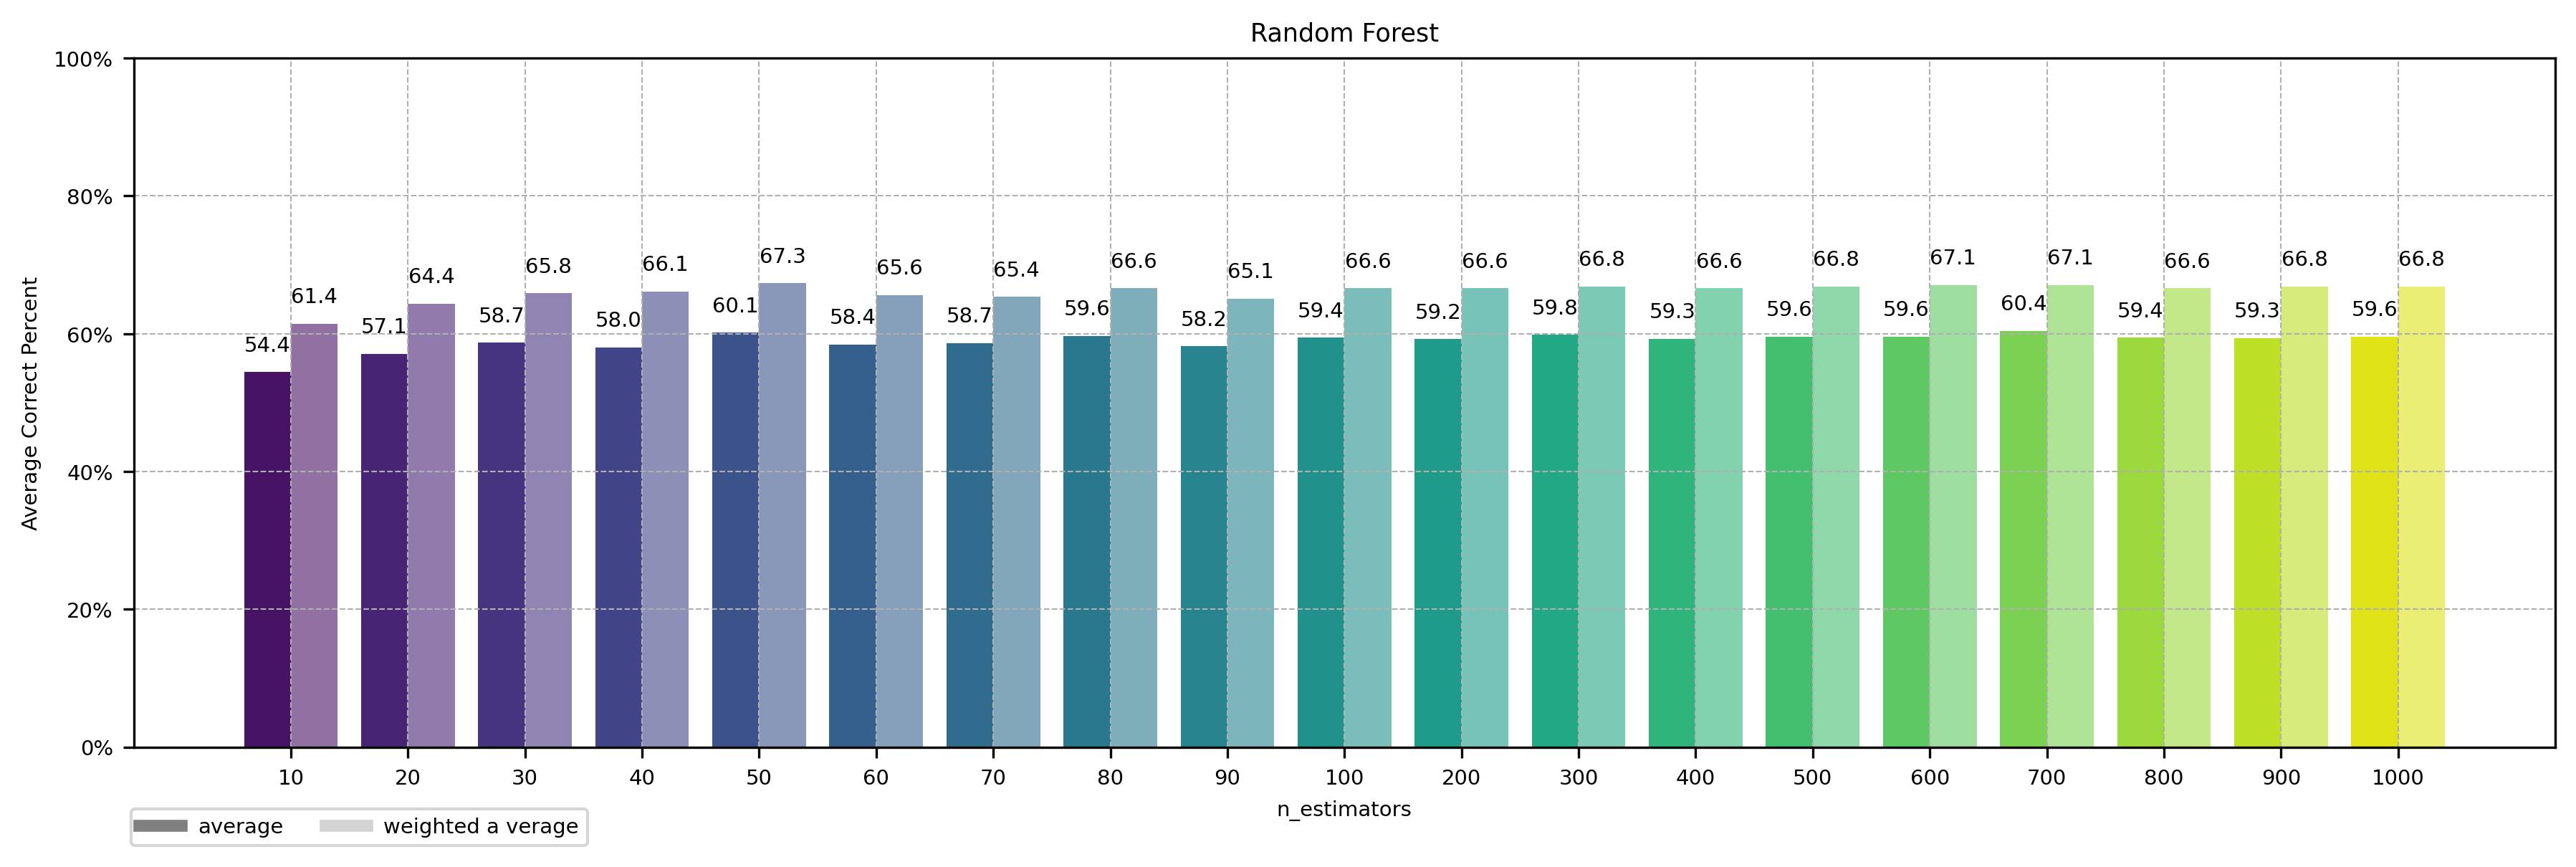 Random Forest
100%
80%
60%
40%
20%
0%
Average Correct Percent
54.4 61.4 57.1 64.4 58.7 65.8 58.0 66.1 60.1 67.3 58.4 65.6 58.7 65.4 59.6 66.6 58.2 65.1 59.4 66.6 59.2 66.6 59.8 66.8 59.3 66.6 59.6 66.8 59.6 67.1 60.4 67.1 59.4 66.6 59.3 66.8 59.6 66.8
10 20 30 40 50 60 70 80 90 100 200 300 400 500 600 700 800 900 1000
n_estimators
average weighted a verage